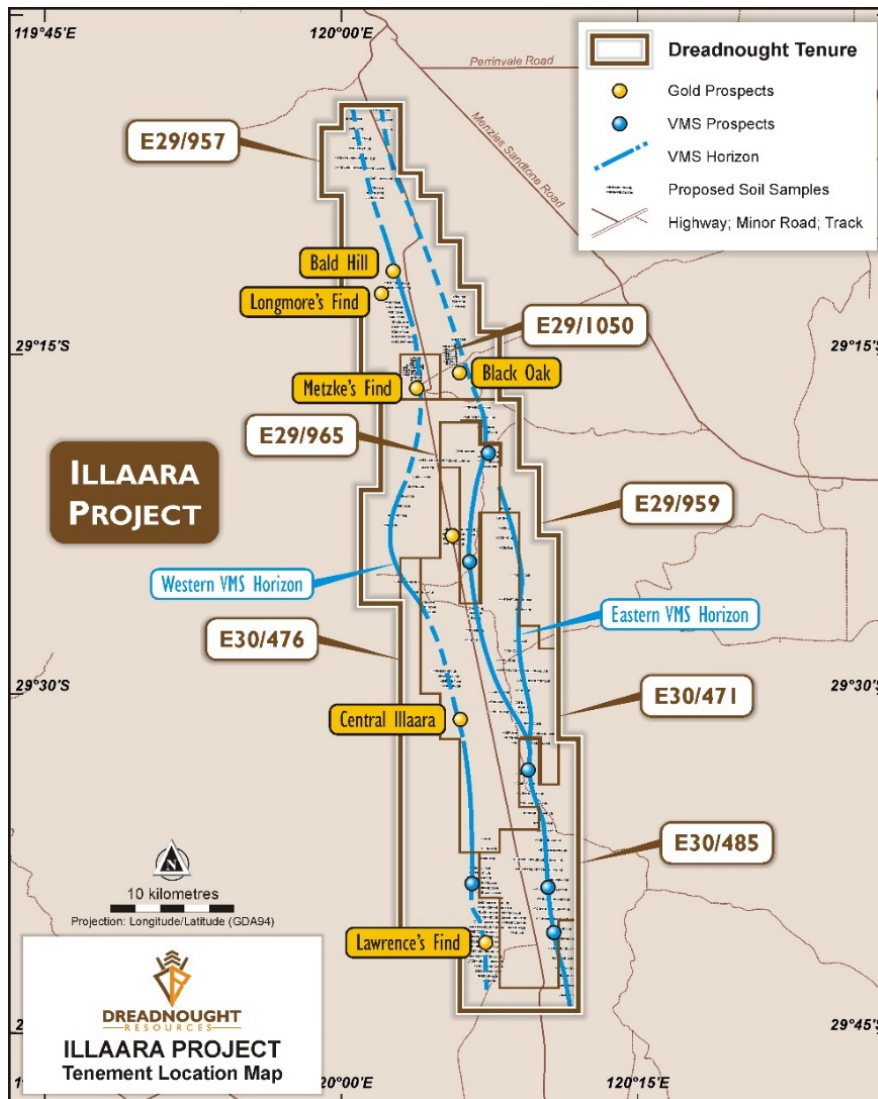 119°45'E
120°00'E
Perrinvale Road
Menzies Sandstone Road
Dreadnought Tenure
Gold Prospects
VMS Prospects
VMS Horizon
Proposed Soil Samples
Highway; Minor Road; Track
E29/957
Bald Hill
Longmore's Find
E29/1050
29°15'S
29°15'S
Black Oak
Metzke's Find
E29/965
ILLAARA
PROJECT
E29/959
Western VMS Horizon
Eastern VMS Horizon
E30/476
29°30'S
29°30'S
E30/471
Central Illaara
E30/485
N
10 kilometres
Projection: Longitude/Latitude (GDA94)
Lawrence's Find
DREADNOUGHT
RESOURCES
ILLAARA PROJECT
Tenement Location Map
29°45'S
120°00'E
120°15'E